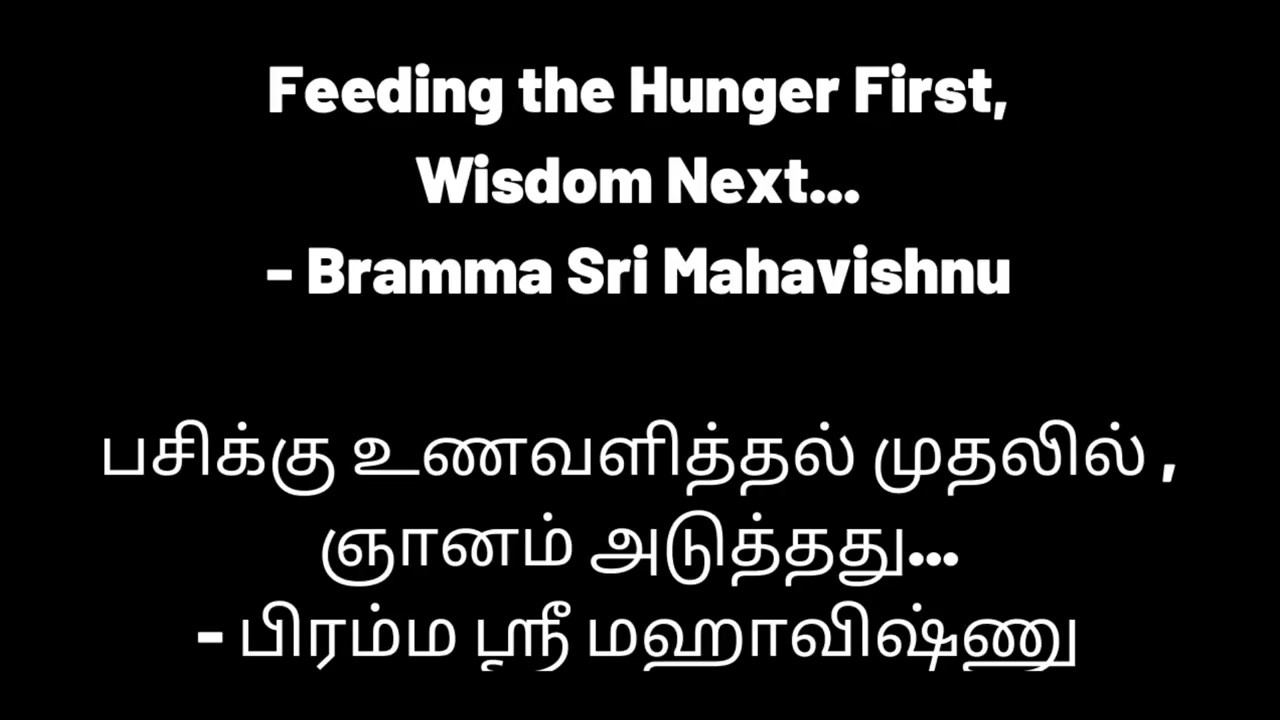 Feeding the Hunger First,
Wisdom Next...
- Bramma Sri Mahavishnu
பசிக்கு உணவளித்தல் முதலில் ,
ஞானம் அடுத்தது...
- பிரம்ம ஸ்ரீ மஹாவிஷ்ணு